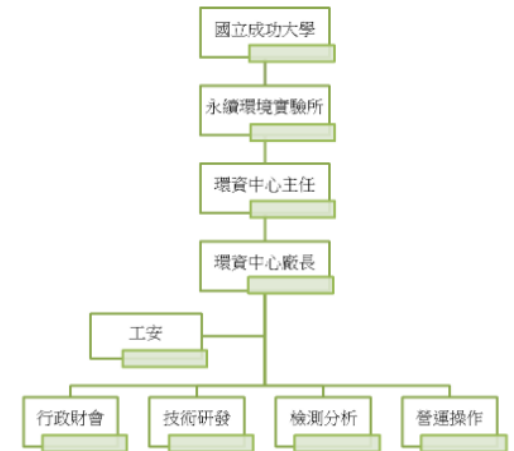 國立成功大學
永續環境實驗所
環資中心主任
環資中心廠長
工安
行政財會
技術研發
檢測分析
營運操作